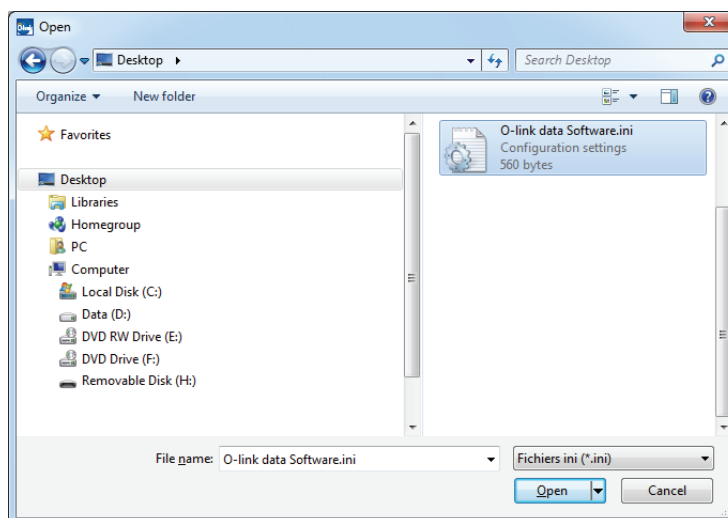 Open
Desktop
Search Desktop
Organize
New folder
Favorites
Desktop
Libraries
Homegroup
PC
Computer
Local Disk (C:)
Data (D:)
DVD RW Drive (E:)
DVD Drive (F:)
Removable Disk (H:)
O-link data Software.ini
Configuration settings
560 bytes
File name: O-link data Software.ini
Fichiers ini (*.ini)
Open
Cancel